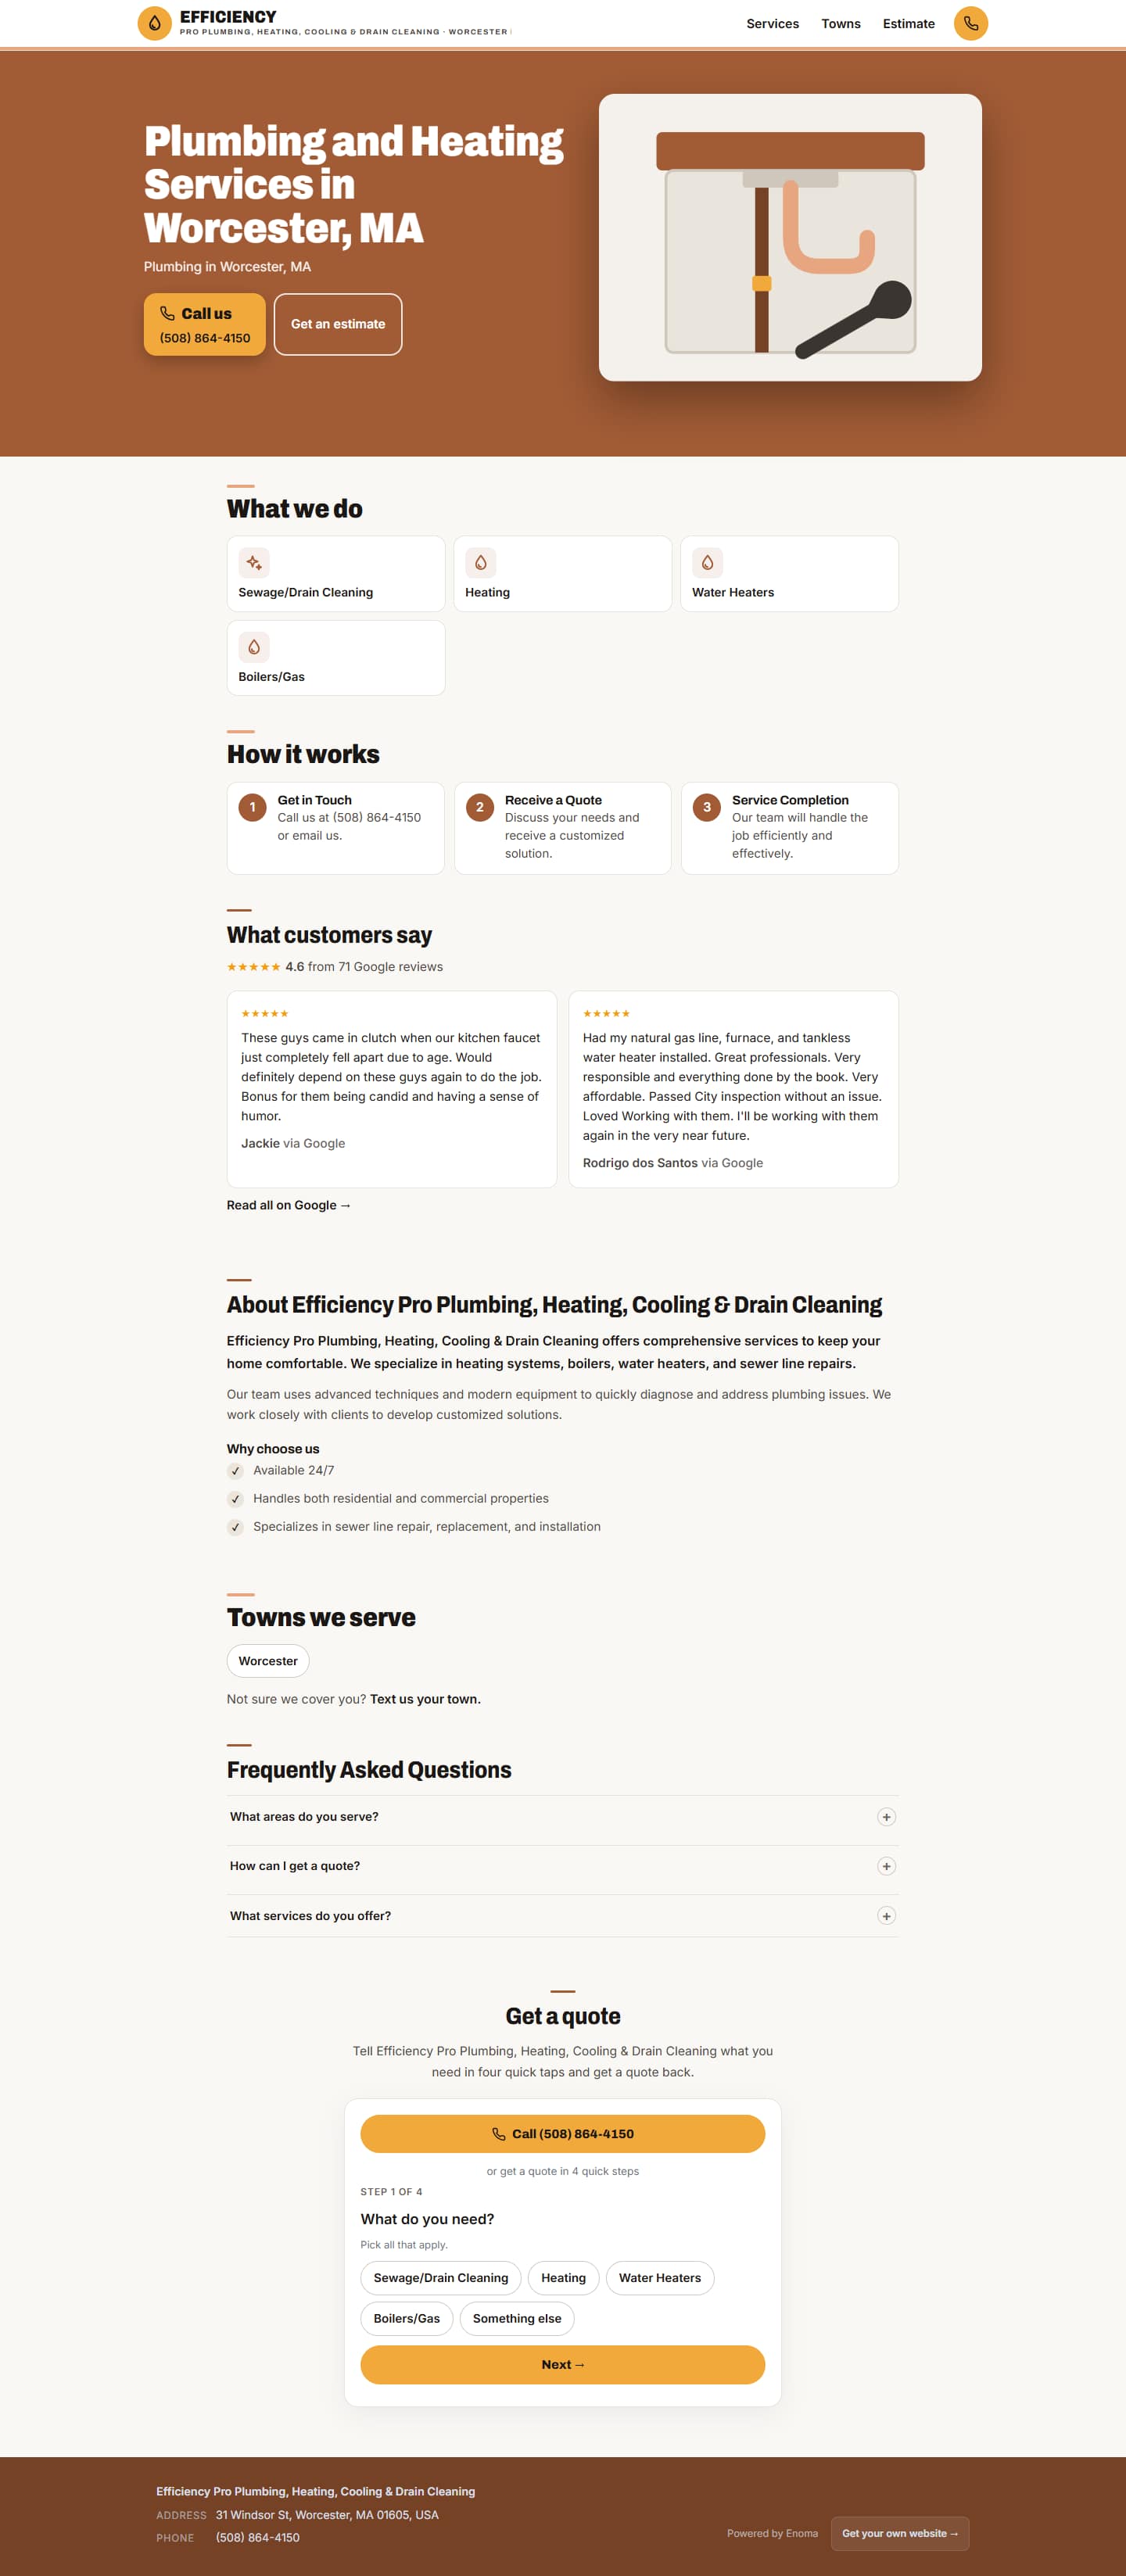 EFFICIENCY
PRO PLUMBING, HEATING, COOLING & DRAIN CLEANING · WORCESTER
Services
Towns
Estimate
Plumbing and Heating
Services in
Worcester, MA
Plumbing in Worcester, MA
Call us
(508) 864-4150
Get an estimate
What we do
Sewage/Drain Cleaning
Heating
Water Heaters
Boilers/Gas
How it works
1
Get in Touch
Call us at (508) 864-4150
or email us.
2
Receive a Quote
Discuss your needs and
receive a customized
solution.
3
Service Completion
Our team will handle the
job efficiently and
effectively.
What customers say
★★★★★ 4.6 from 71 Google reviews
★★★★★
These guys came in clutch when our kitchen faucet
just completely fell apart due to age. Would
definitely depend on these guys again to do the job.
Bonus for them being candid and having a sense of
humor.
Jackie via Google
★★★★★
Had my natural gas line, furnace, and tankless
water heater installed. Great professionals. Very
responsible and everything done by the book. Very
affordable. Passed City inspection without an issue.
Loved Working with them. I'll be working with them
again in the very near future.
Rodrigo dos Santos via Google
Read all on Google →
About Efficiency Pro Plumbing, Heating, Cooling & Drain Cleaning
Efficiency Pro Plumbing, Heating, Cooling & Drain Cleaning offers comprehensive services to keep your
home comfortable. We specialize in heating systems, boilers, water heaters, and sewer line repairs.
Our team uses advanced techniques and modern equipment to quickly diagnose and address plumbing issues. We
work closely with clients to develop customized solutions.
Why choose us
✓ Available 24/7
✓ Handles both residential and commercial properties
✓ Specializes in sewer line repair, replacement, and installation
Towns we serve
Worcester
Not sure we cover you? Text us your town.
Frequently Asked Questions
What areas do you serve? +
How can I get a quote? +
What services do you offer? +
Get a quote
Tell Efficiency Pro Plumbing, Heating, Cooling & Drain Cleaning what you
need in four quick taps and get a quote back.
Call (508) 864-4150
or get a quote in 4 quick steps
STEP 1 OF 4
What do you need?
Pick all that apply.
Sewage/Drain Cleaning
Heating
Water Heaters
Boilers/Gas
Something else
Next →
Efficiency Pro Plumbing, Heating, Cooling & Drain Cleaning
ADDRESS 31 Windsor St, Worcester, MA 01605, USA
PHONE (508) 864-4150
Powered by Enoma
Get your own website →